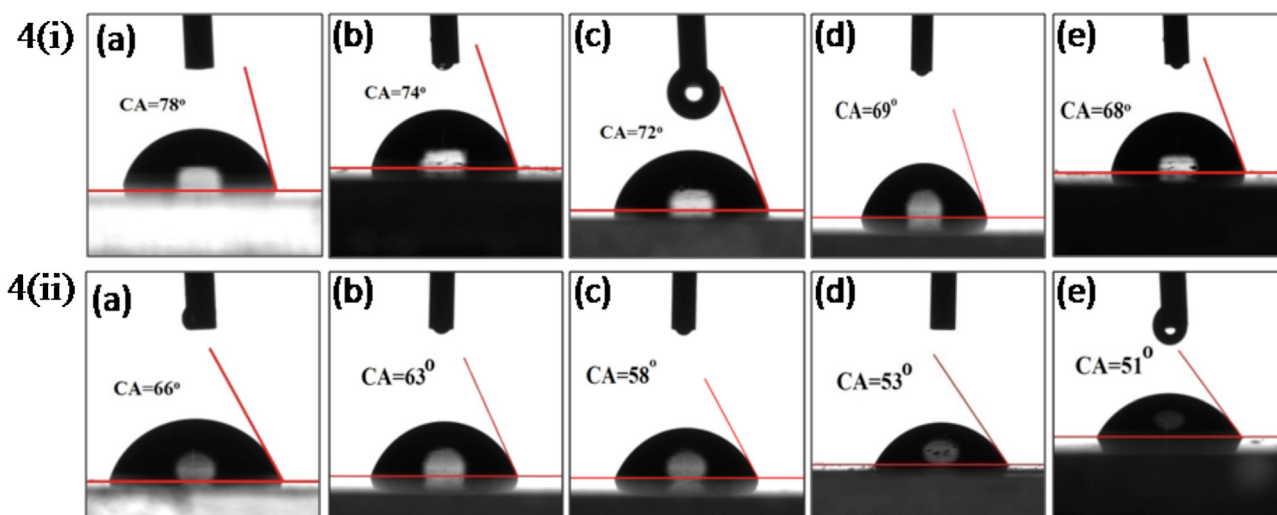 4(i) (a) (b) (c) (d) (e)
CA=78° CA=74° CA=72° CA=69° CA=68°
4(ii) (a) (b) (c) (d) (e)
CA=66° CA=63° CA=58° CA=53° CA=51°